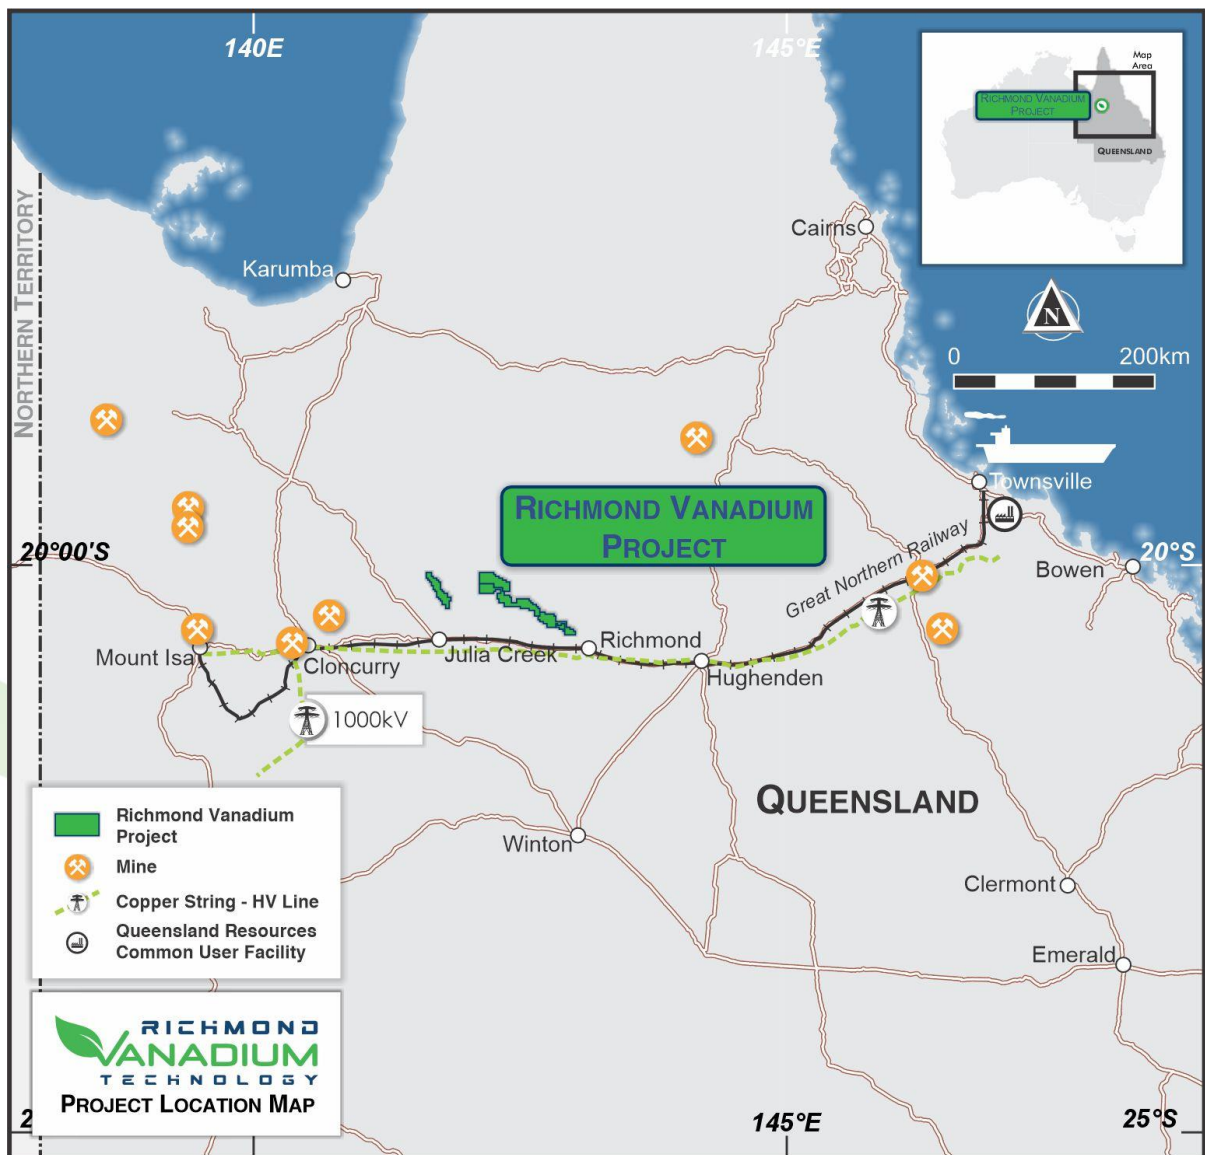 140E
145°E
Map
Area
RICHMOND VANADIUM
PROJECT
QUEENSLAND
NORTHERN TERRITORY
Cairns
Karumba
N
0
200km
Townsville
RICHMOND VANADIUM
PROJECT
20°00'S
20°S
Great Northern Railway
Bowen
Mount Isa
Cloncurry
Julia Creek
Richmond
Hughenden
1000kV
QUEENSLAND
Richmond Vanadium
Project
Mine
Copper String - HV Line
Queensland Resources
Common User Facility
Winton
Clermont
Emerald
RICHMOND
VANADIUM
TECHNOLOGY
PROJECT LOCATION MAP
2
145°E
25°S